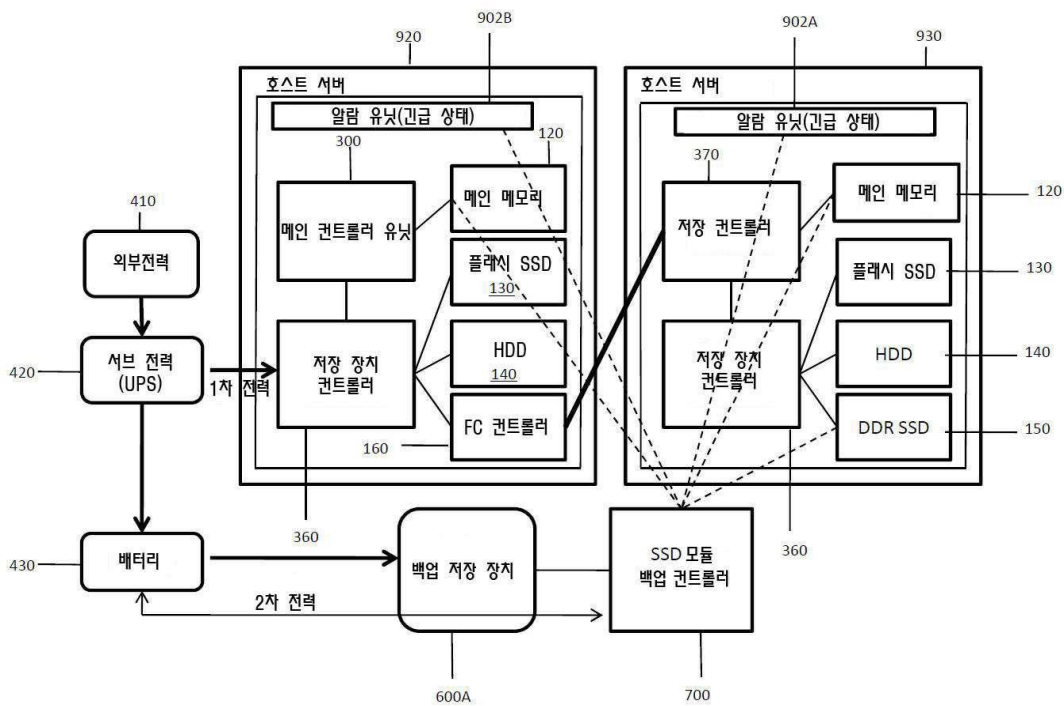 902B
920
902A
930
호스트 서버
호스트 서버
알람 유닛(긴급 상태)
알람 유닛(긴급 상태)
300
120
370
410
메인 컨트롤러 유닛
메인 메모리
저장 컨트롤러
메인 메모리
120
외부전력
플래시 SSD
130
플래시 SSD
130
420
서브 전력
(UPS)
1차 전력
저장 장치
컨트롤러
HDD
140
저장 장치
컨트롤러
HDD
140
160
FC 컨트롤러
DDR SSD
150
360
360
430
배터리
백업 저장 장치
SSD 모듈
백업 컨트롤러
2차 전력
600A
700